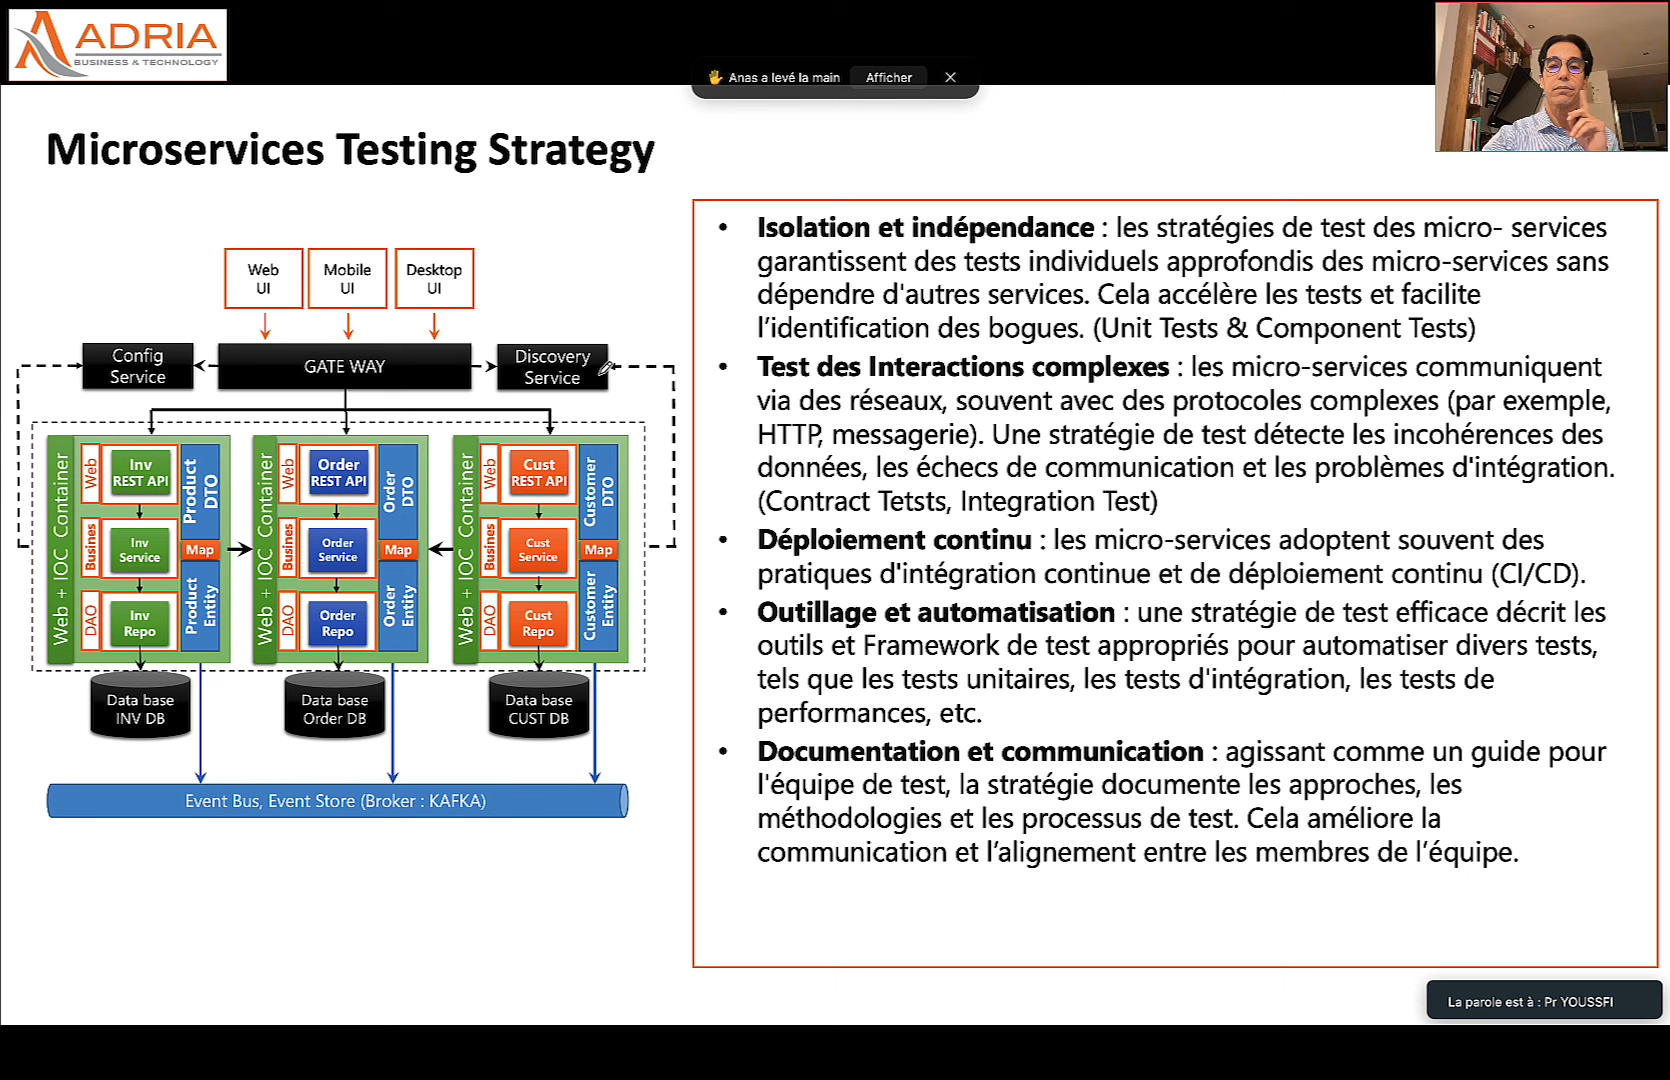 ADRIA
BUSINESS & TECHNOLOGY
Anas a levé la main
Afficher
Microservices Testing Strategy
Web
UI
Mobile
UI
Desktop
UI
Config
Service
GATE WAY
Discovery
Service
Web + IOC Container
Web
Inv
REST API
Product
DTO
Busines
Inv
Service
Map
DAO
Inv
Repo
Product
Entity
Web + IOC Container
Web
Order
REST API
Order
DTO
Busines
Order
Service
Map
DAO
Order
Repo
Order
Entity
Web + IOC Container
Web
Cust
REST API
Customer
DTO
Busines
Cust
Service
Map
DAO
Cust
Repo
Customer
Entity
Data base
INV DB
Data base
Order DB
Data base
CUST DB
Event Bus, Event Store (Broker : KAFKA)
• Isolation et indépendance : les stratégies de test des micro- services
garantissent des tests individuels approfondis des micro-services sans
dépendre d'autres services. Cela accélère les tests et facilite
l’identification des bogues. (Unit Tests & Component Tests)
• Test des Interactions complexes : les micro-services communiquent
via des réseaux, souvent avec des protocoles complexes (par exemple,
HTTP, messagerie). Une stratégie de test détecte les incohérences des
données, les échecs de communication et les problèmes d'intégration.
(Contract Tetsts, Integration Test)
• Déploiement continu : les micro-services adoptent souvent des
pratiques d'intégration continue et de déploiement continu (CI/CD).
• Outillage et automatisation : une stratégie de test efficace décrit les
outils et Framework de test appropriés pour automatiser divers tests,
tels que les tests unitaires, les tests d'intégration, les tests de
performances, etc.
• Documentation et communication : agissant comme un guide pour
l'équipe de test, la stratégie documente les approches, les
méthodologies et les processus de test. Cela améliore la
communication et l’alignement entre les membres de l’équipe.
La parole est à : Pr YOUSSFI